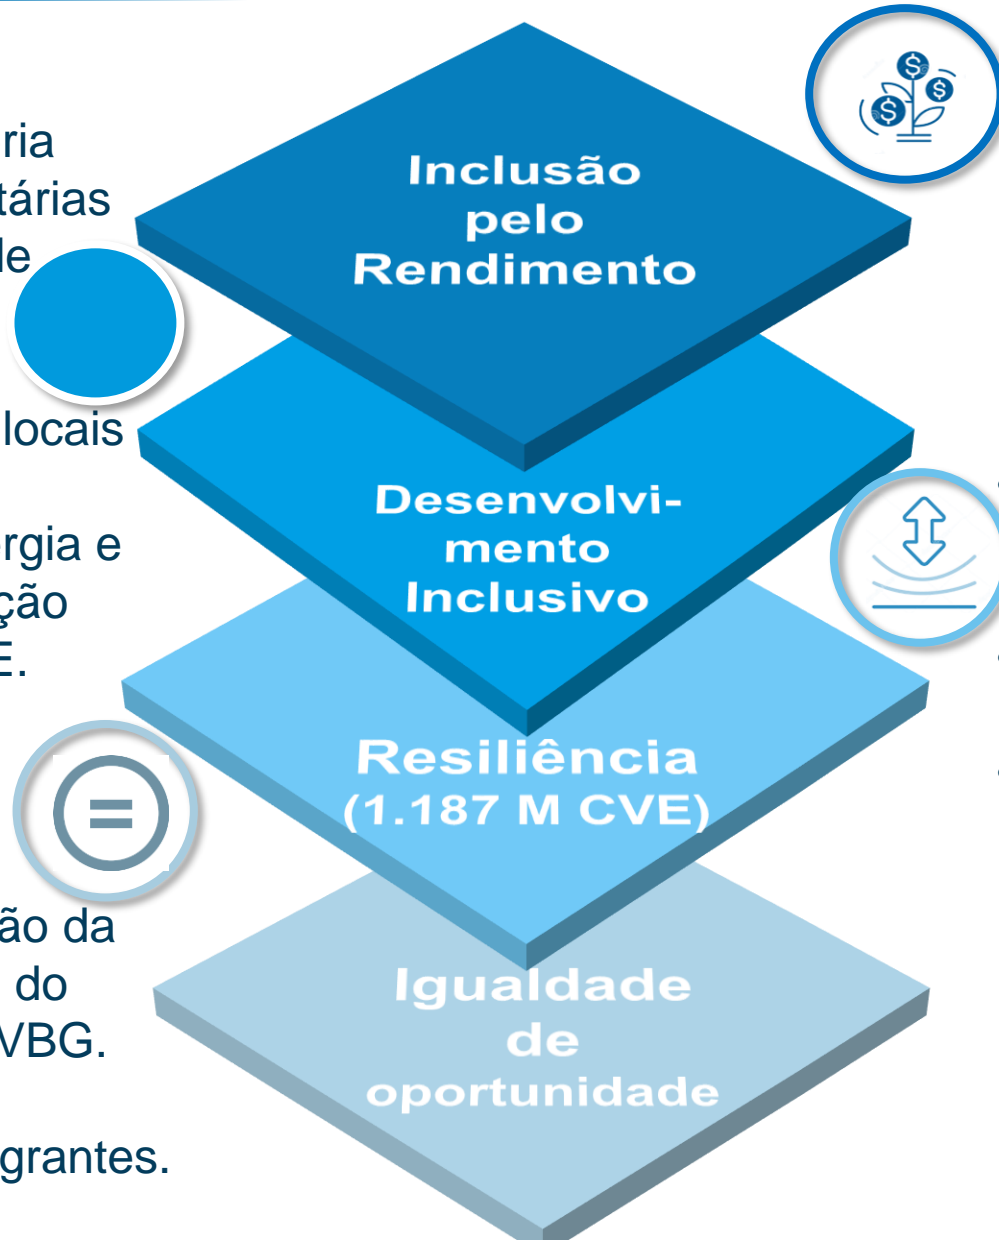 ria
tárias
le
locais
rgia e
ção
E.
ão da
do
VBG.
grantes.
Inclusão
pelo
Rendimento
Desenvolvi-
mento
Inclusivo
Resiliência
(1.187 M CVE)
Igualdade
de
oportunidade